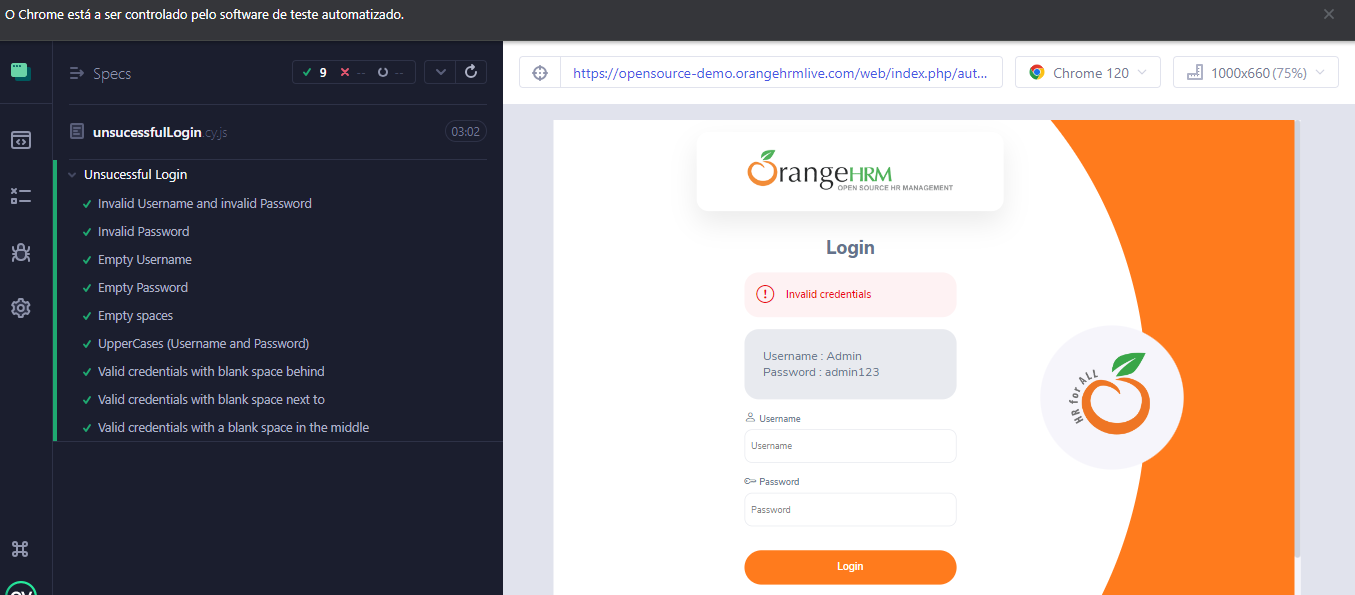 O Chrome está a ser controlado pelo software de teste automatizado.
Specs
9 -- --
unsucessfulLogin.cy.js
03:02
Unsucessful Login
Invalid Username and invalid Password
Invalid Password
Empty Username
Empty Password
Empty spaces
UpperCases (Username and Password)
Valid credentials with blank space behind
Valid credentials with blank space next to
Valid credentials with a blank space in the middle
https://opensource-demo.orangehrmlive.com/web/index.php/aut...
Chrome 120
1000x660 (75%)
OrangeHRM
OPEN SOURCE HR MANAGEMENT
Login
Invalid credentials
Username : Admin
Password : admin123
Username
Username
Password
Password
Login
HR for ALL